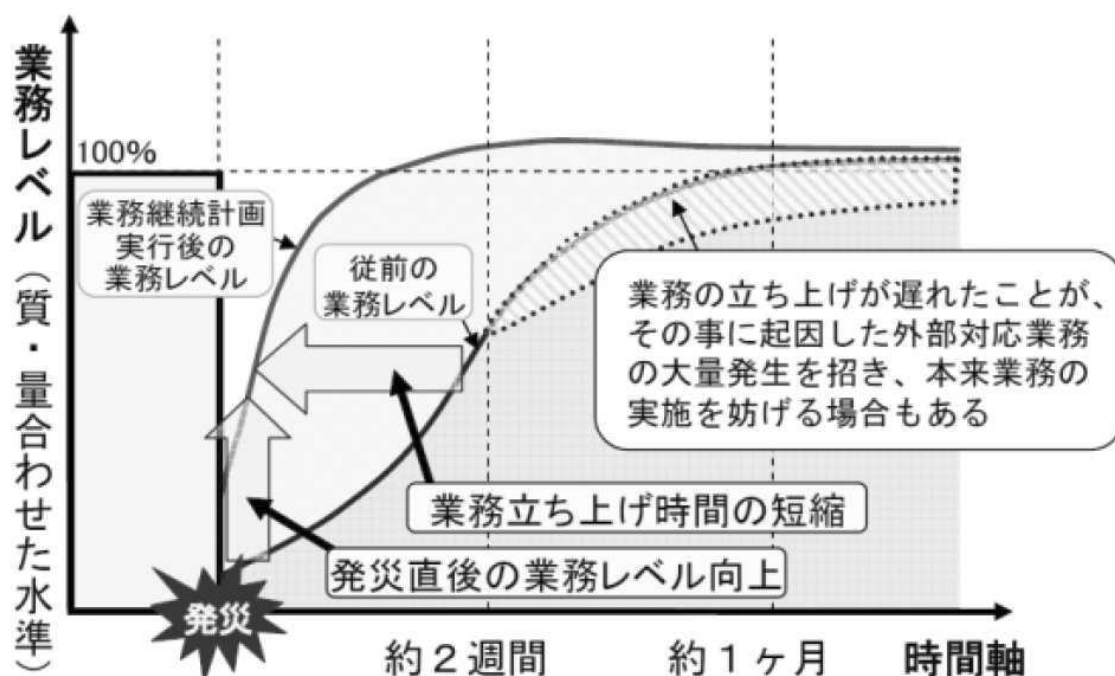 業務レベル（質・量合わせた水準）
100%
業務継続計画
実行後の
業務レベル
従前の
業務レベル
業務の立ち上げが遅れたことが、
その事に起因した外部対応業務
の大量発生を招き、本来業務の
実施を妨げる場合もある
業務立ち上げ時間の短縮
発災直後の業務レベル向上
発災
約２週間
約１ヶ月
時間軸